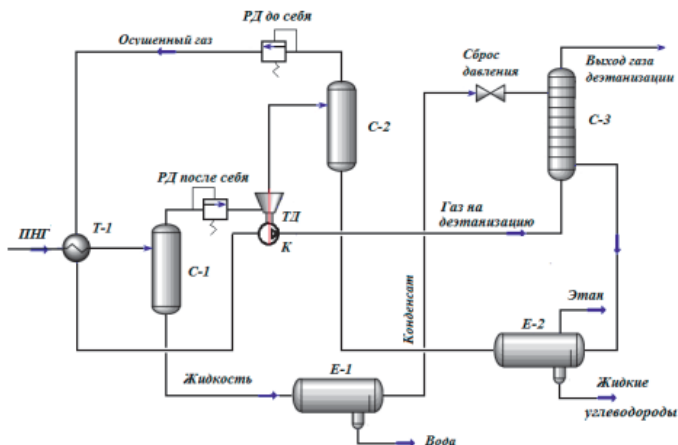 РД до себя
Осушенный газ
Сброс
давления
Выход газа
деэтанизации
С-2
С-3
РД после себя
ПНГ
Т-1
ТД
К
Газ на
деэтанизацию
С-1
Конденсат
Этан
Е-2
Жидкость
Е-1
Жидкие
углеводороды
Вода